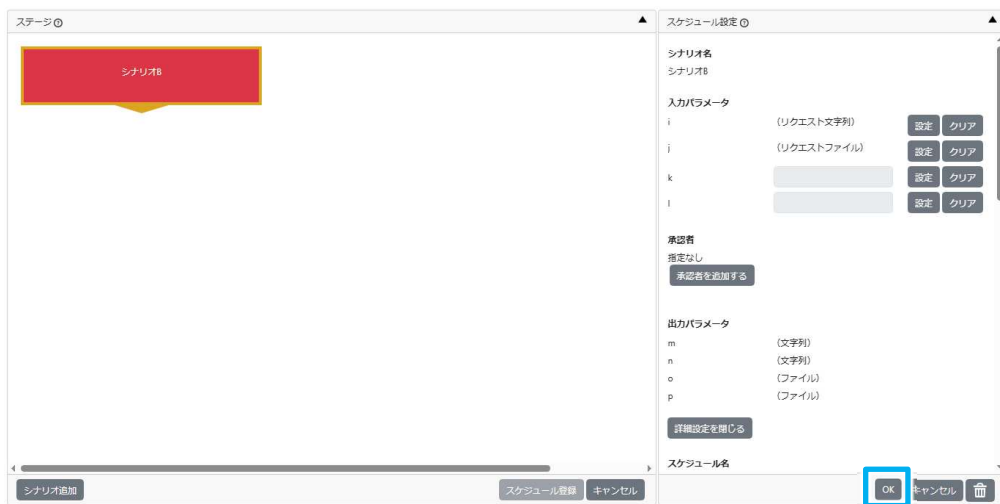 ステージ
シナリオB
シナリオ追加
スケジュール登録 キャンセル
スケジュール設定
シナリオ名
シナリオB
入力パラメータ
i (リクエスト文字列) 設定 クリア
j (リクエストファイル) 設定 クリア
k 設定 クリア
l 設定 クリア
承認者
指定なし
承認者を追加する
出力パラメータ
m (文字列)
n (文字列)
o (ファイル)
p (ファイル)
詳細設定を閉じる
スケジュール名
OK キャンセル